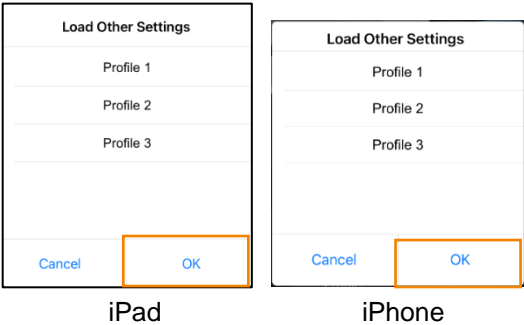 Load Other Settings
Profile 1
Profile 2
Profile 3
Cancel OK
iPad
Load Other Settings
Profile 1
Profile 2
Profile 3
Cancel OK
iPhone